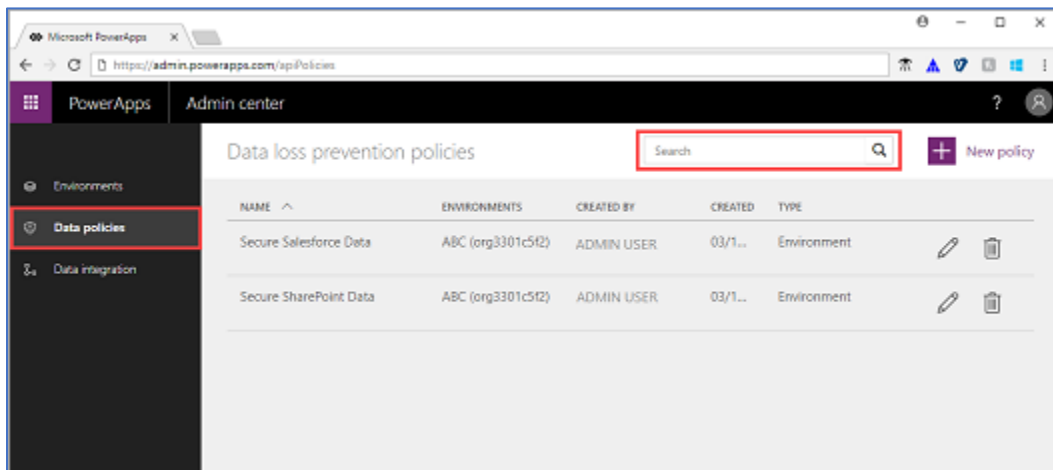 Microsoft PowerApps
https://admin.powerapps.com/apiPolicies
PowerApps Admin center ?
Data loss prevention policies Search New policy
Environments
Data policies
Data integration
NAME ENVIRONMENTS CREATED BY CREATED TYPE
Secure Salesforce Data ABC (org3301c5f2) ADMIN USER 03/1... Environment
Secure SharePoint Data ABC (org3301c5f2) ADMIN USER 03/1... Environment